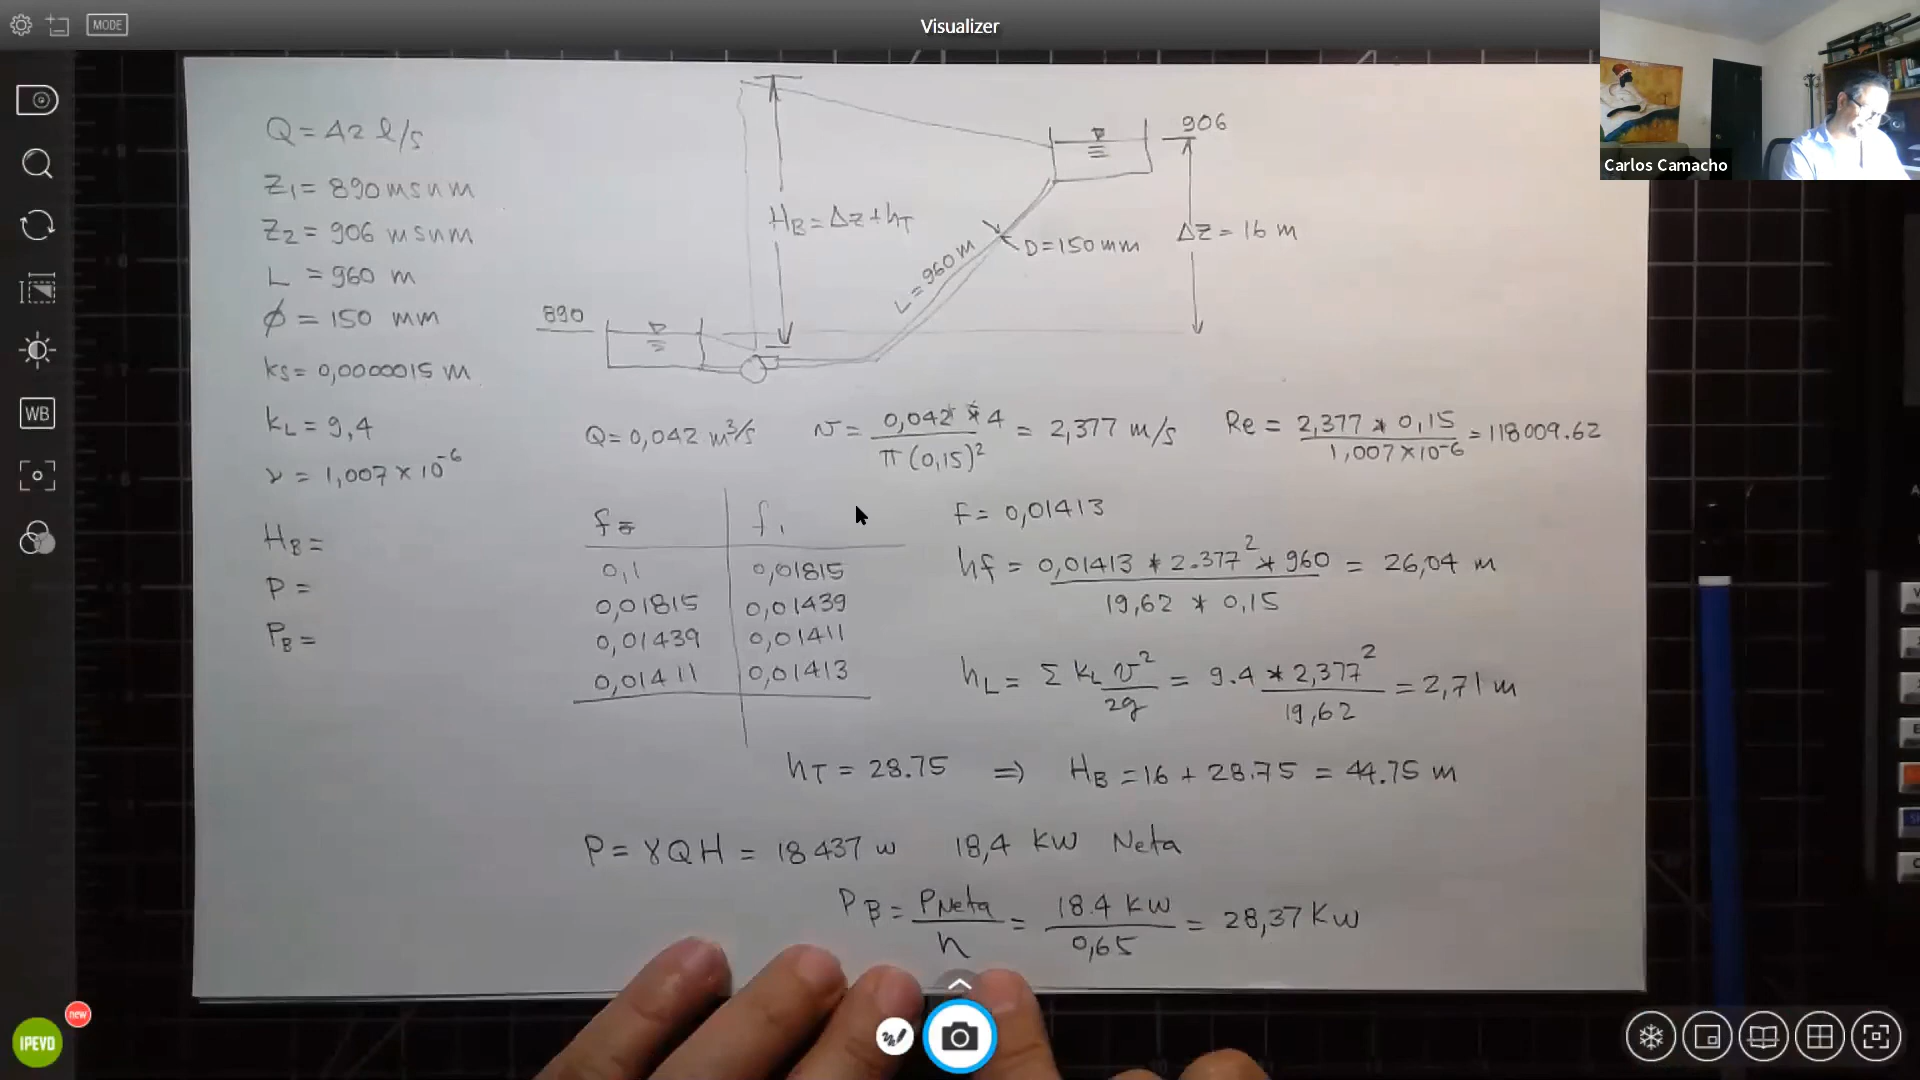 MODE
Visualizer
Carlos Camacho
WB
Q = 42 l/s
Z1 = 890 msnm
Z2 = 906 msnm
L = 960 m
ϕ = 150 mm
ks = 0,0000015 m
kL = 9,4
ν = 1,007 × 10^-6
HB =
P =
PB =
906
HB = Δz + hT
ΔZ = 16 m
D = 150 mm
L = 960 m
890
Q = 0,042 m³/s
v = 0,042 * 4 / π (0,15)² = 2,377 m/s
Re = 2,377 * 0,15 / 1,007×10^-6 = 118009.62
f= f1
0,1 0,01815
0,01815 0,01439
0,01439 0,01411
0,01411 0,01413
f = 0,01413
hf = 0,01413 * 2.377² * 960 / 19,62 * 0,15 = 26,04 m
hL = Σ kL v²/2g = 9.4 * 2,377² / 19,62 = 2,71 m
hT = 28.75 ⇒ HB = 16 + 28.75 = 44.75 m
P = γQH = 18437 w 18,4 KW Neta
PB = PNeta / η = 18.4 KW / 0,65 = 28,37 KW
new
IPEVO